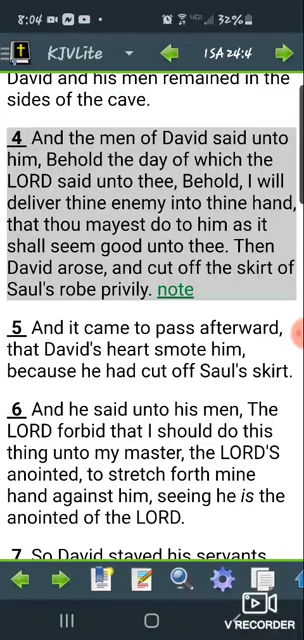 8:04 32%
KJVLite 1SA 24:4
David and his men remained in the
sides of the cave.
4 And the men of David said unto
him, Behold the day of which the
LORD said unto thee, Behold, I will
deliver thine enemy into thine hand,
that thou mayest do to him as it
shall seem good unto thee. Then
David arose, and cut off the skirt of
Saul's robe privily. note
5 And it came to pass afterward,
that David's heart smote him,
because he had cut off Saul's skirt.
6 And he said unto his men, The
LORD forbid that I should do this
thing unto my master, the LORD'S
anointed, to stretch forth mine
hand against him, seeing he is the
anointed of the LORD.
7 So David stayed his servants
V RECORDER